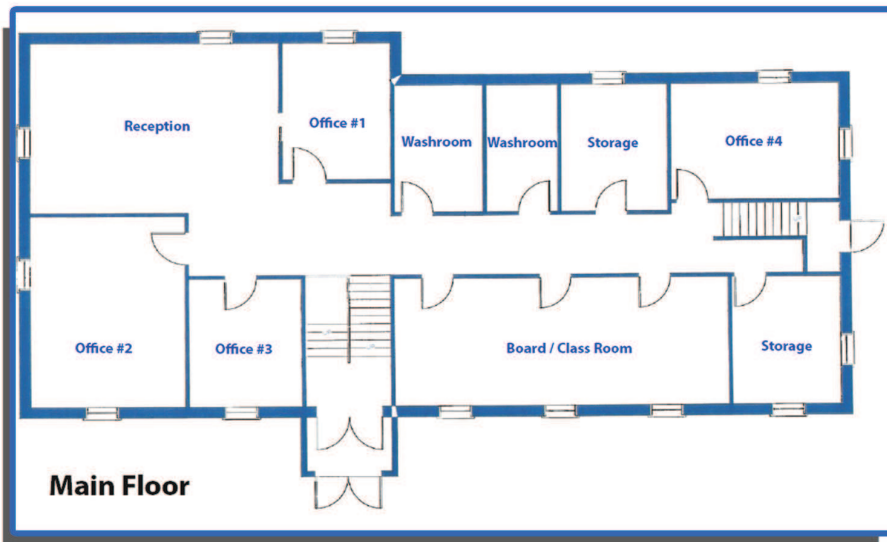 Reception
Office #1
Washroom
Washroom
Storage
Office #4
Office #2
Office #3
Board / Class Room
Storage
Main Floor